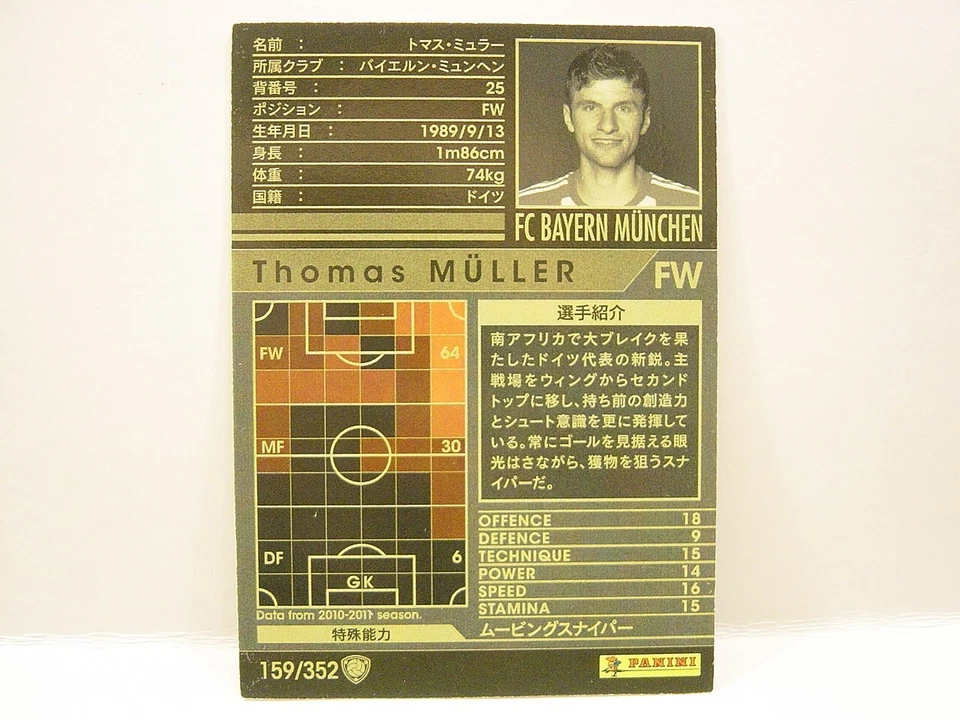 名前 : トマス・ミュラー
所属クラブ : バイエルン・ミュンヘン
背番号 : 25
ポジション : FW
生年月日 : 1989/9/13
身長 : 1m86cm
体重 : 74kg
国籍 : ドイツ
FC BAYERN MÜNCHEN
Thomas MÜLLER FW
FW 64
MF 30
DF 6
GK
Data from 2010-2011 season.
選手紹介
南アフリカで大ブレイクを果
たしたドイツ代表の新鋭。主
戦場をウィングからセカンド
トップに移し、持ち前の創造力
とシュート意識を更に発揮して
いる。常にゴールを見据える眼
光はさながら、獲物を狙うスナ
イパーだ。
OFFENCE 18
DEFENCE 9
TECHNIQUE 15
POWER 14
SPEED 16
STAMINA 15
特殊能力 ムービングスナイパー
159/352 PANINI